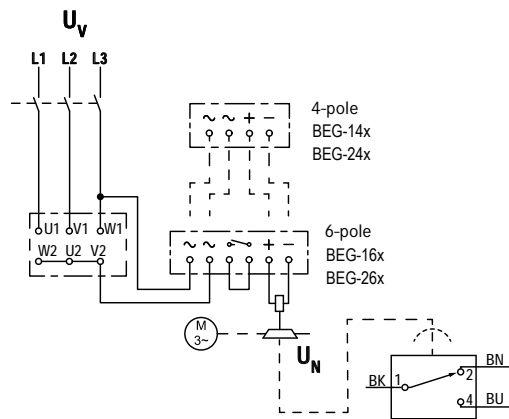 U_V
L1 L2 L3
4-pole
BEG-14x
BEG-24x
~ ~ + −
U1 V1 W1
W2 U2 V2
~ ~ + −
6-pole
BEG-16x
BEG-26x
M
3~
U_N
BK 1
2 BN
4 BU